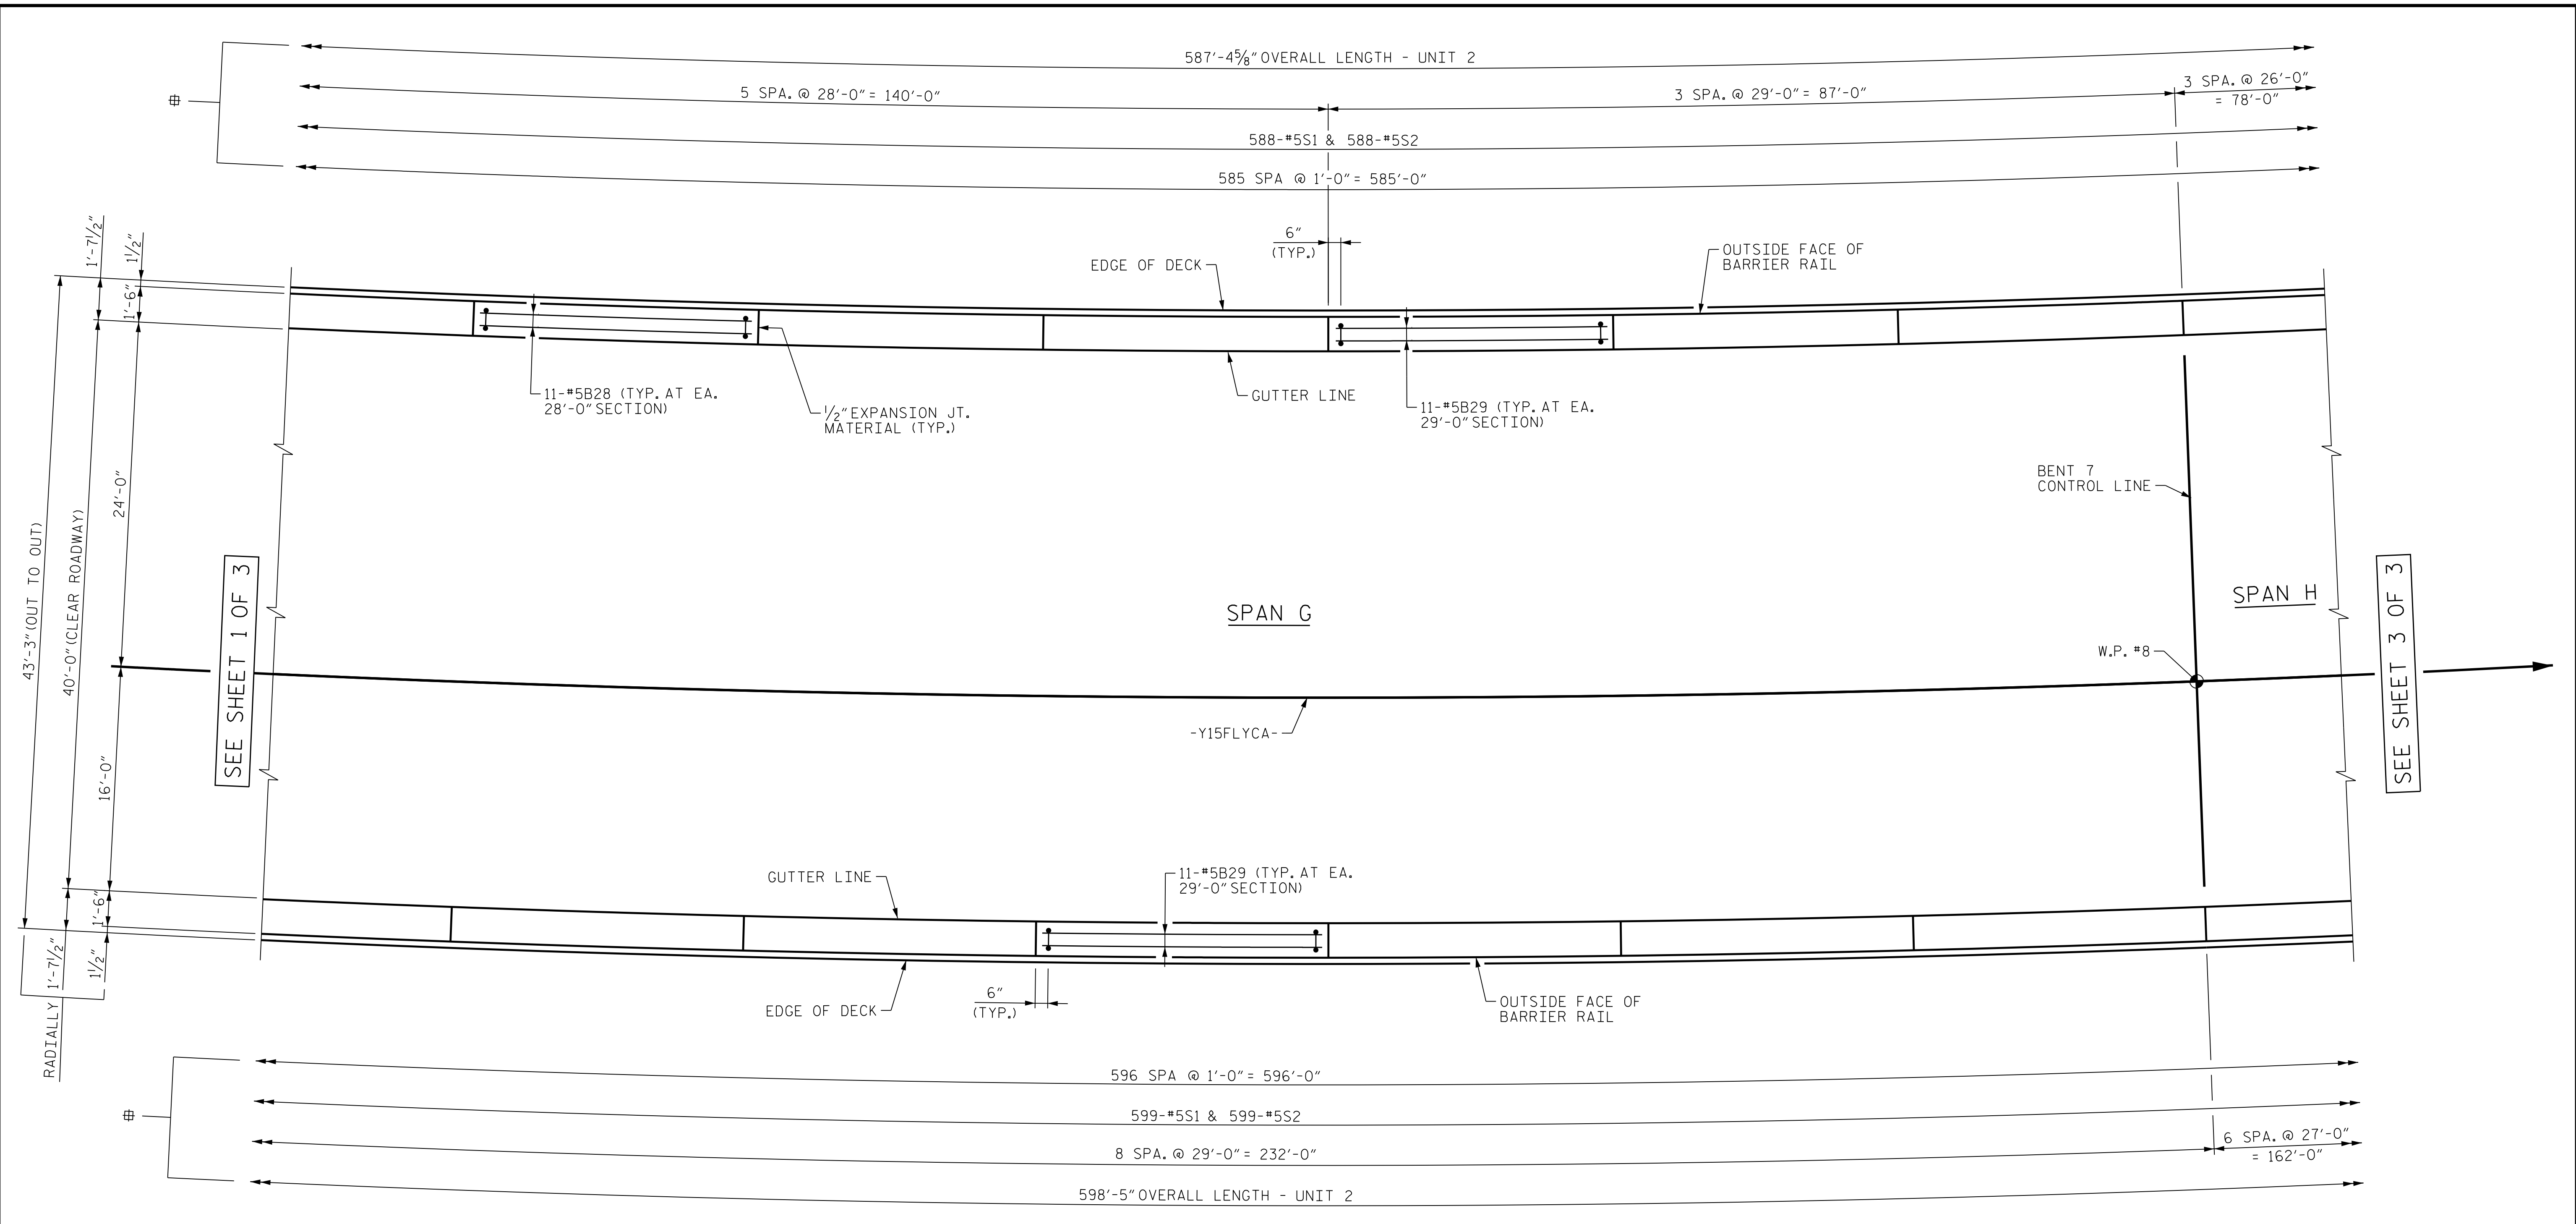 587'-4⅝" OVERALL LENGTH - UNIT 2
5 SPA. @ 28'-0" = 140'-0"
3 SPA. @ 29'-0" = 87'-0"
3 SPA. @ 26'-0"
= 78'-0"
588-#5S1 & 588-#5S2
585 SPA @ 1'-0" = 585'-0"
1'-7½"
1½"
1'-6"
6"
(TYP.)
EDGE OF DECK
OUTSIDE FACE OF
BARRIER RAIL
11-#5B28 (TYP. AT EA.
28'-0" SECTION)
½" EXPANSION JT.
MATERIAL (TYP.)
GUTTER LINE
11-#5B29 (TYP. AT EA.
29'-0" SECTION)
BENT 7
CONTROL LINE
24'-0"
43'-3" (OUT TO OUT)
40'-0" (CLEAR ROADWAY)
SEE SHEET 1 OF 3
SPAN G
SPAN H
SEE SHEET 3 OF 3
W.P. #8
-Y15FLYCA-
16'-0"
GUTTER LINE
11-#5B29 (TYP. AT EA.
29'-0" SECTION)
1'-6"
1½"
RADIALLY 1'-7½"
EDGE OF DECK
6"
(TYP.)
OUTSIDE FACE OF
BARRIER RAIL
596 SPA @ 1'-0" = 596'-0"
599-#5S1 & 599-#5S2
8 SPA. @ 29'-0" = 232'-0"
6 SPA. @ 27'-0"
= 162'-0"
598'-5" OVERALL LENGTH - UNIT 2